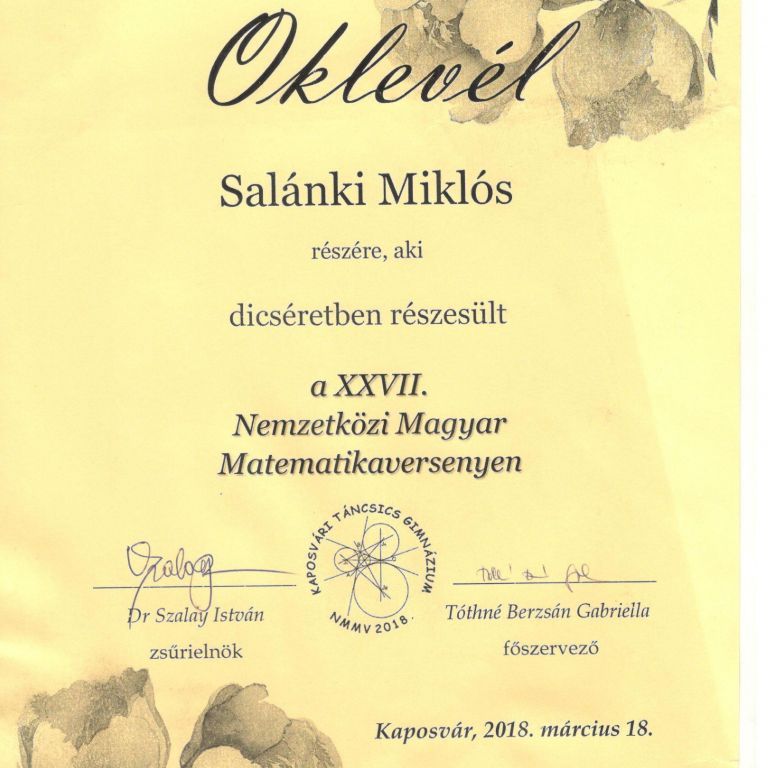 Oklevél
Salánki Miklós
részére, aki
dicséretben részesült
a XXVII.
Nemzetközi Magyar
Matematikaversenyen
KAPOSVÁRI TÁNCSICS GIMNÁZIUM
NMMV 2018.
Dr Szalay István
zsűrielnök
Tóthné Berzsán Gabriella
főszervező
Kaposvár, 2018. március 18.